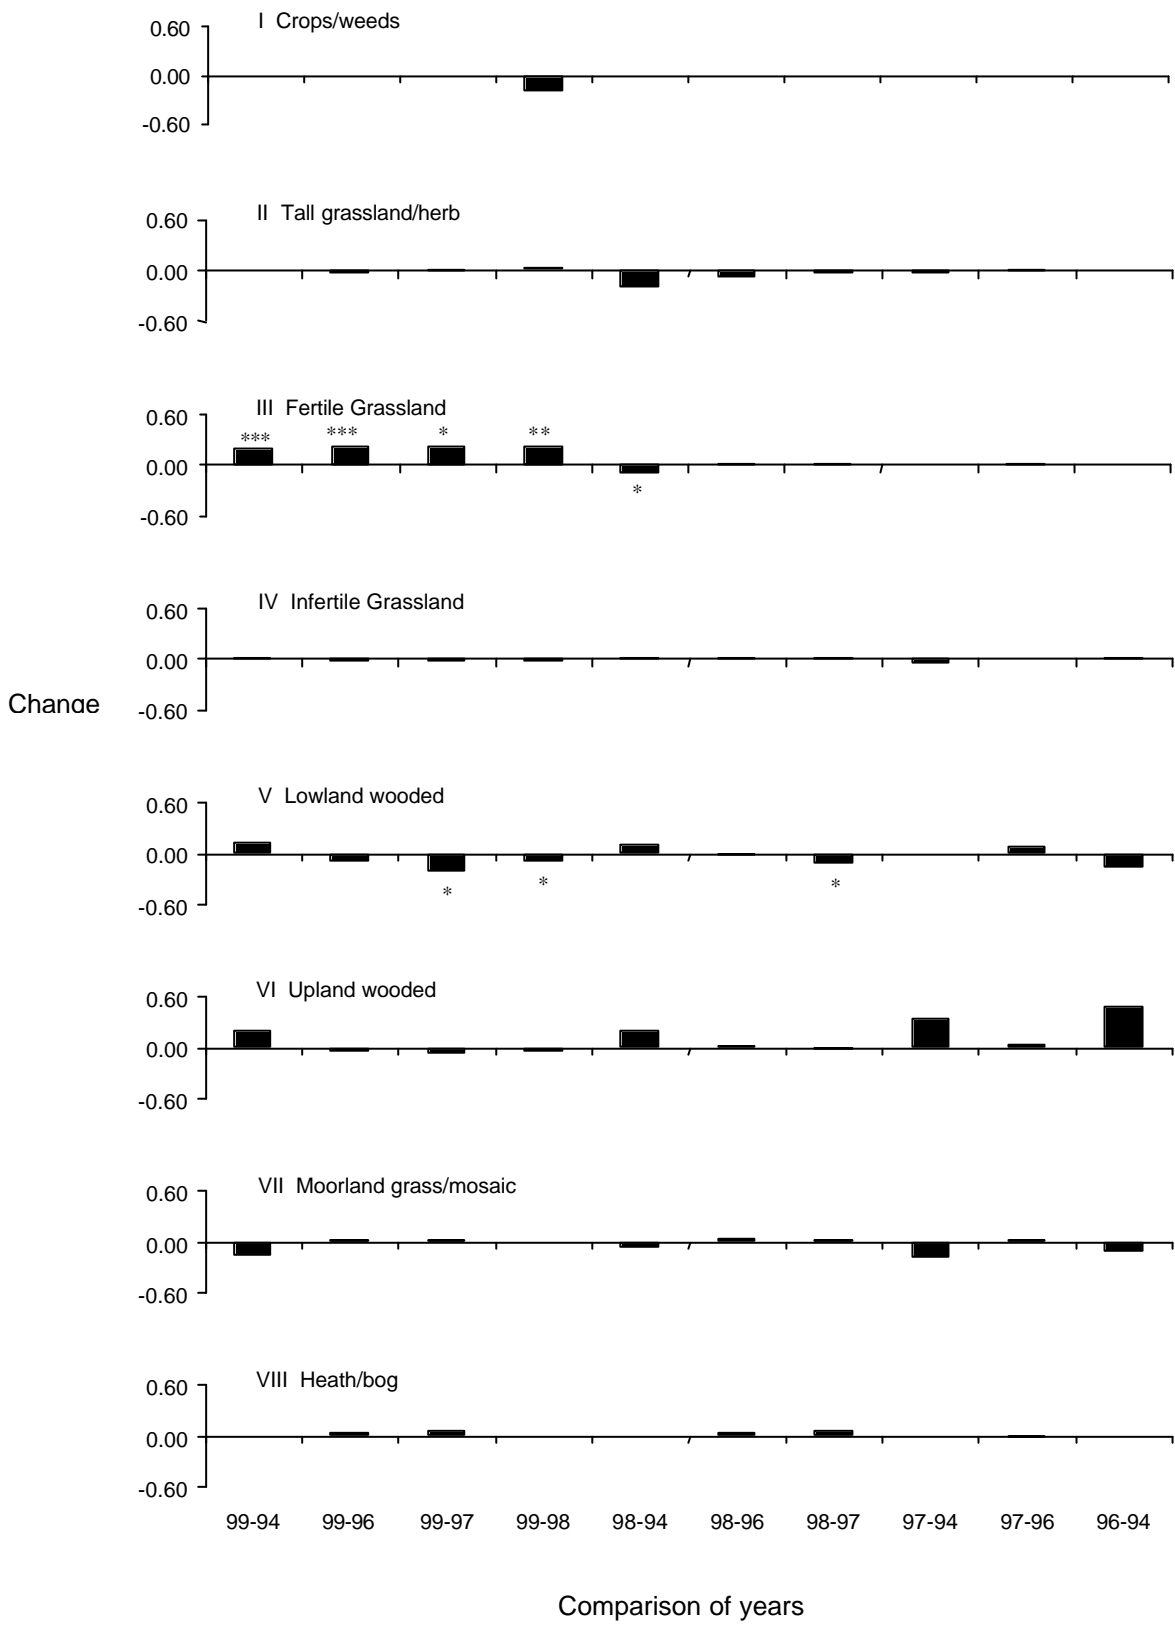 I Crops/weeds
0.60
0.00
-0.60
II Tall grassland/herb
0.60
0.00
-0.60
III Fertile Grassland
0.60
*** *** * **
0.00
*
-0.60
IV Infertile Grassland
0.60
0.00
Change
-0.60
V Lowland wooded
0.60
0.00
* * *
-0.60
VI Upland wooded
0.60
0.00
-0.60
VII Moorland grass/mosaic
0.60
0.00
-0.60
VIII Heath/bog
0.60
0.00
-0.60
99-94 99-96 99-97 99-98 98-94 98-96 98-97 97-94 97-96 96-94
Comparison of years